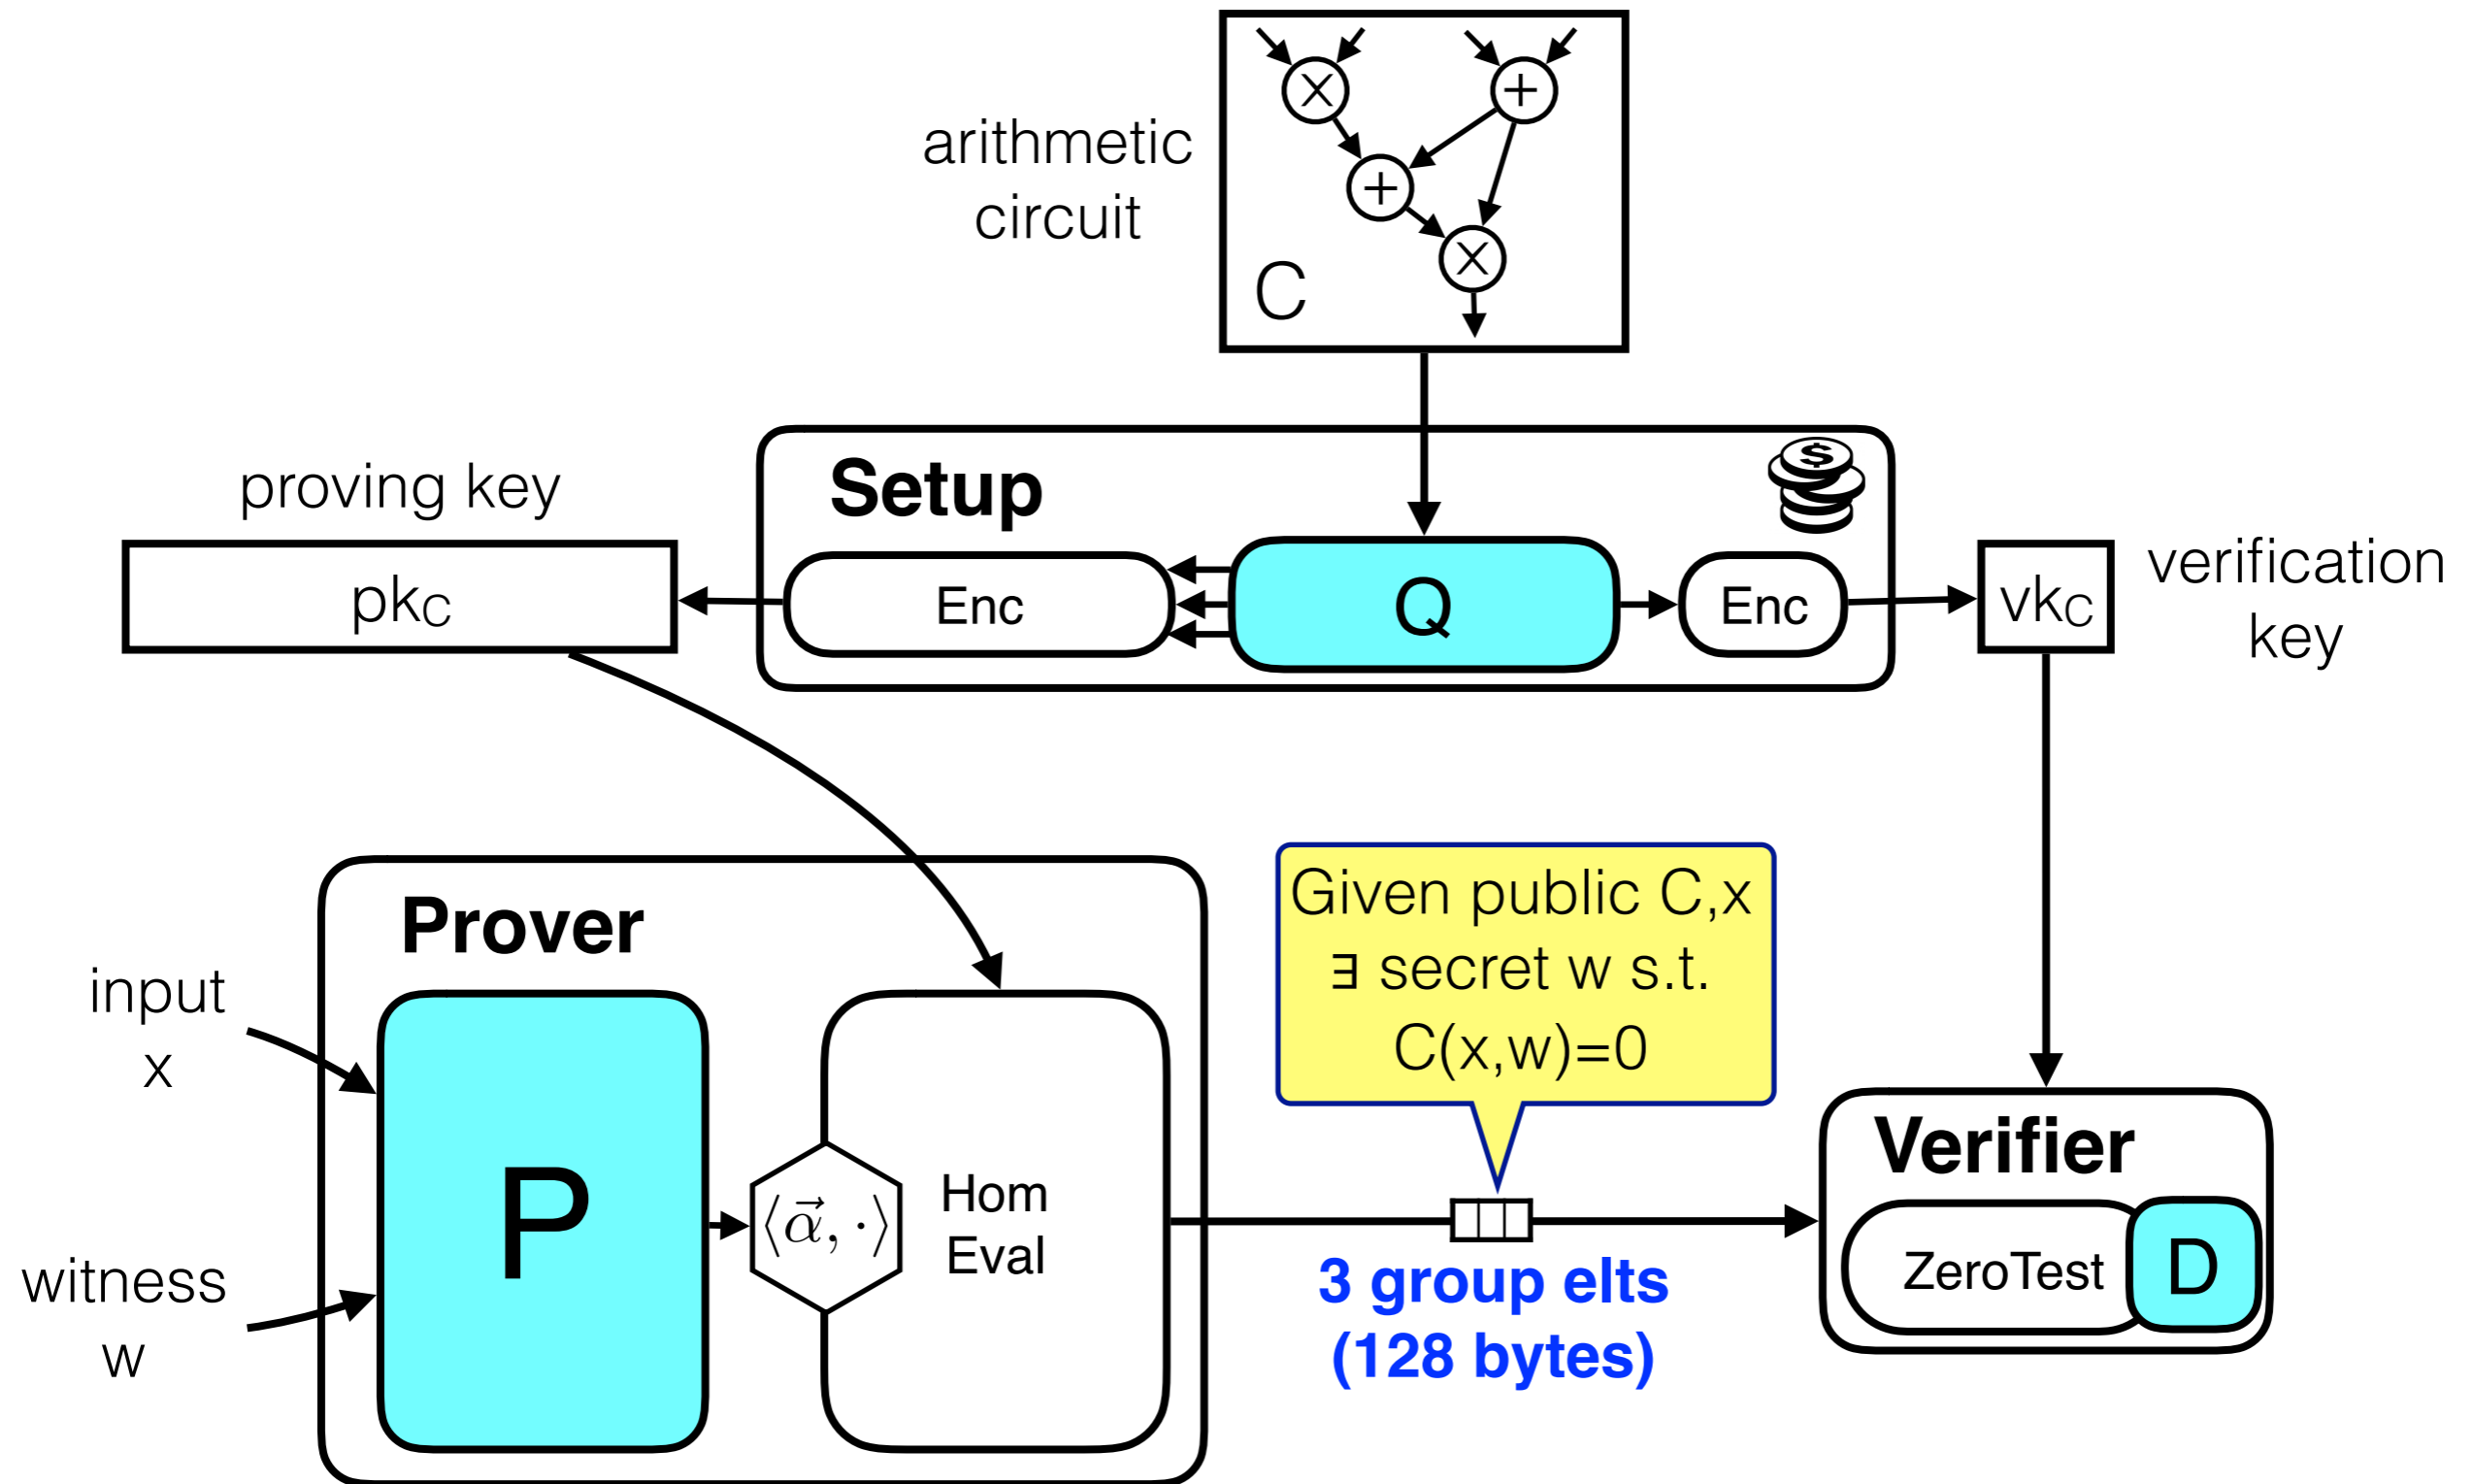 ×
+
+
×
C
arithmetic
circuit
Setup
$
proving key
pkC
Enc
Q
Enc
vkC
verification
key
Prover
input
x
witness
w
P
⟨α⃗, ·⟩
Hom
Eval
Given public C,x
∃ secret w s.t.
C(x,w)=0
3 group elts
(128 bytes)
Verifier
ZeroTest
D